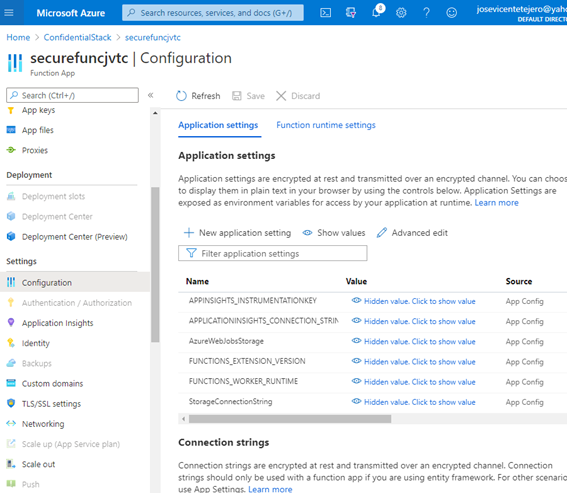 Microsoft Azure
Search resources, services, and docs (G+/)
4
josevicentetejero@yaho
DEFAULT DIRECTOR
Home > ConfidentialStack > securefuncjvtc
securefuncjvtc | Configuration
Function App
Search (Ctrl+/)
«
Refresh
Save
Discard
App keys
App files
Proxies
Deployment
Deployment slots
Deployment Center
Deployment Center (Preview)
Settings
Configuration
Authentication / Authorization
Application Insights
Identity
Backups
Custom domains
TLS/SSL settings
Networking
Scale up (App Service plan)
Scale out
Push
Application settings
Function runtime settings
Application settings
Application settings are encrypted at rest and transmitted over an encrypted channel. You can choos
to display them in plain text in your browser by using the controls below. Application Settings are
exposed as environment variables for access by your application at runtime. Learn more
New application setting
Show values
Advanced edit
Filter application settings
Name Value Source
APPINSIGHTS_INSTRUMENTATIONKEY Hidden value. Click to show value App Config
APPLICATIONINSIGHTS_CONNECTION_STRIN Hidden value. Click to show value App Config
AzureWebJobsStorage Hidden value. Click to show value App Config
FUNCTIONS_EXTENSION_VERSION Hidden value. Click to show value App Config
FUNCTIONS_WORKER_RUNTIME Hidden value. Click to show value App Config
StorageConnectionString Hidden value. Click to show value App Config
Connection strings
Connection strings are encrypted at rest and transmitted over an encrypted channel. Connection
strings should only be used with a function app if you are using entity framework. For other scenario
use App Settings. Learn more